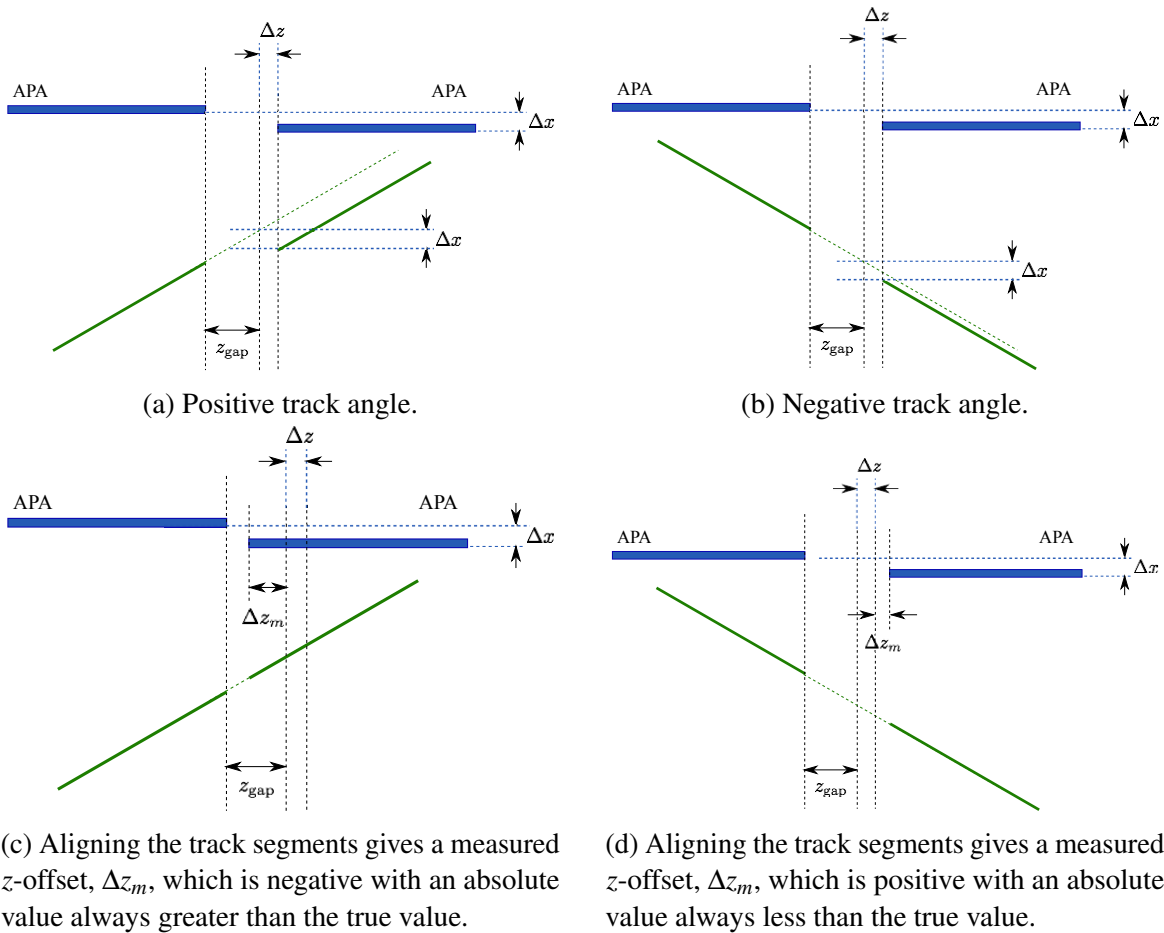 Δz
APA
APA
Δx
Δx
z_gap
(a) Positive track angle.
Δz
APA
APA
Δx
Δx
z_gap
(b) Negative track angle.
Δz
APA
APA
Δx
Δz_m
z_gap
(c) Aligning the track segments gives a measured
z-offset, Δz_m, which is negative with an absolute
value always greater than the true value.
Δz
APA
APA
Δx
Δz_m
z_gap
(d) Aligning the track segments gives a measured
z-offset, Δz_m, which is positive with an absolute
value always less than the true value.